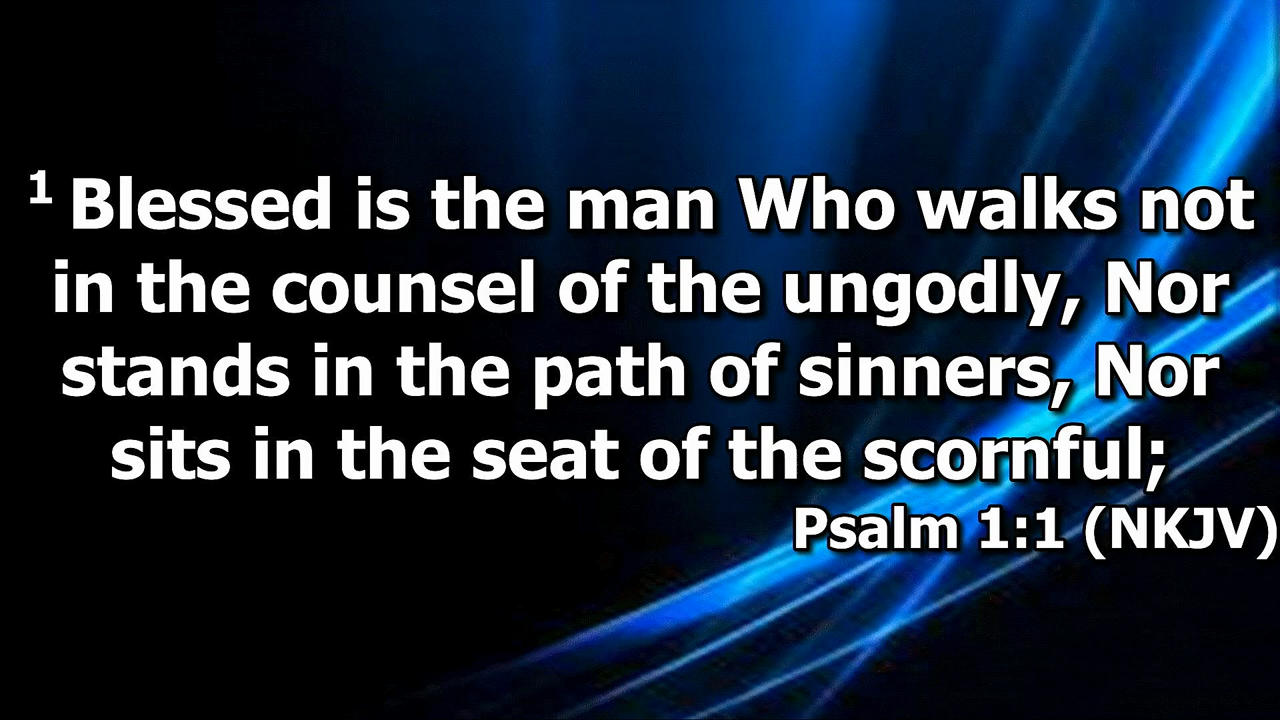 1 Blessed is the man Who walks not
in the counsel of the ungodly, Nor
stands in the path of sinners, Nor
sits in the seat of the scornful;
Psalm 1:1 (NKJV)